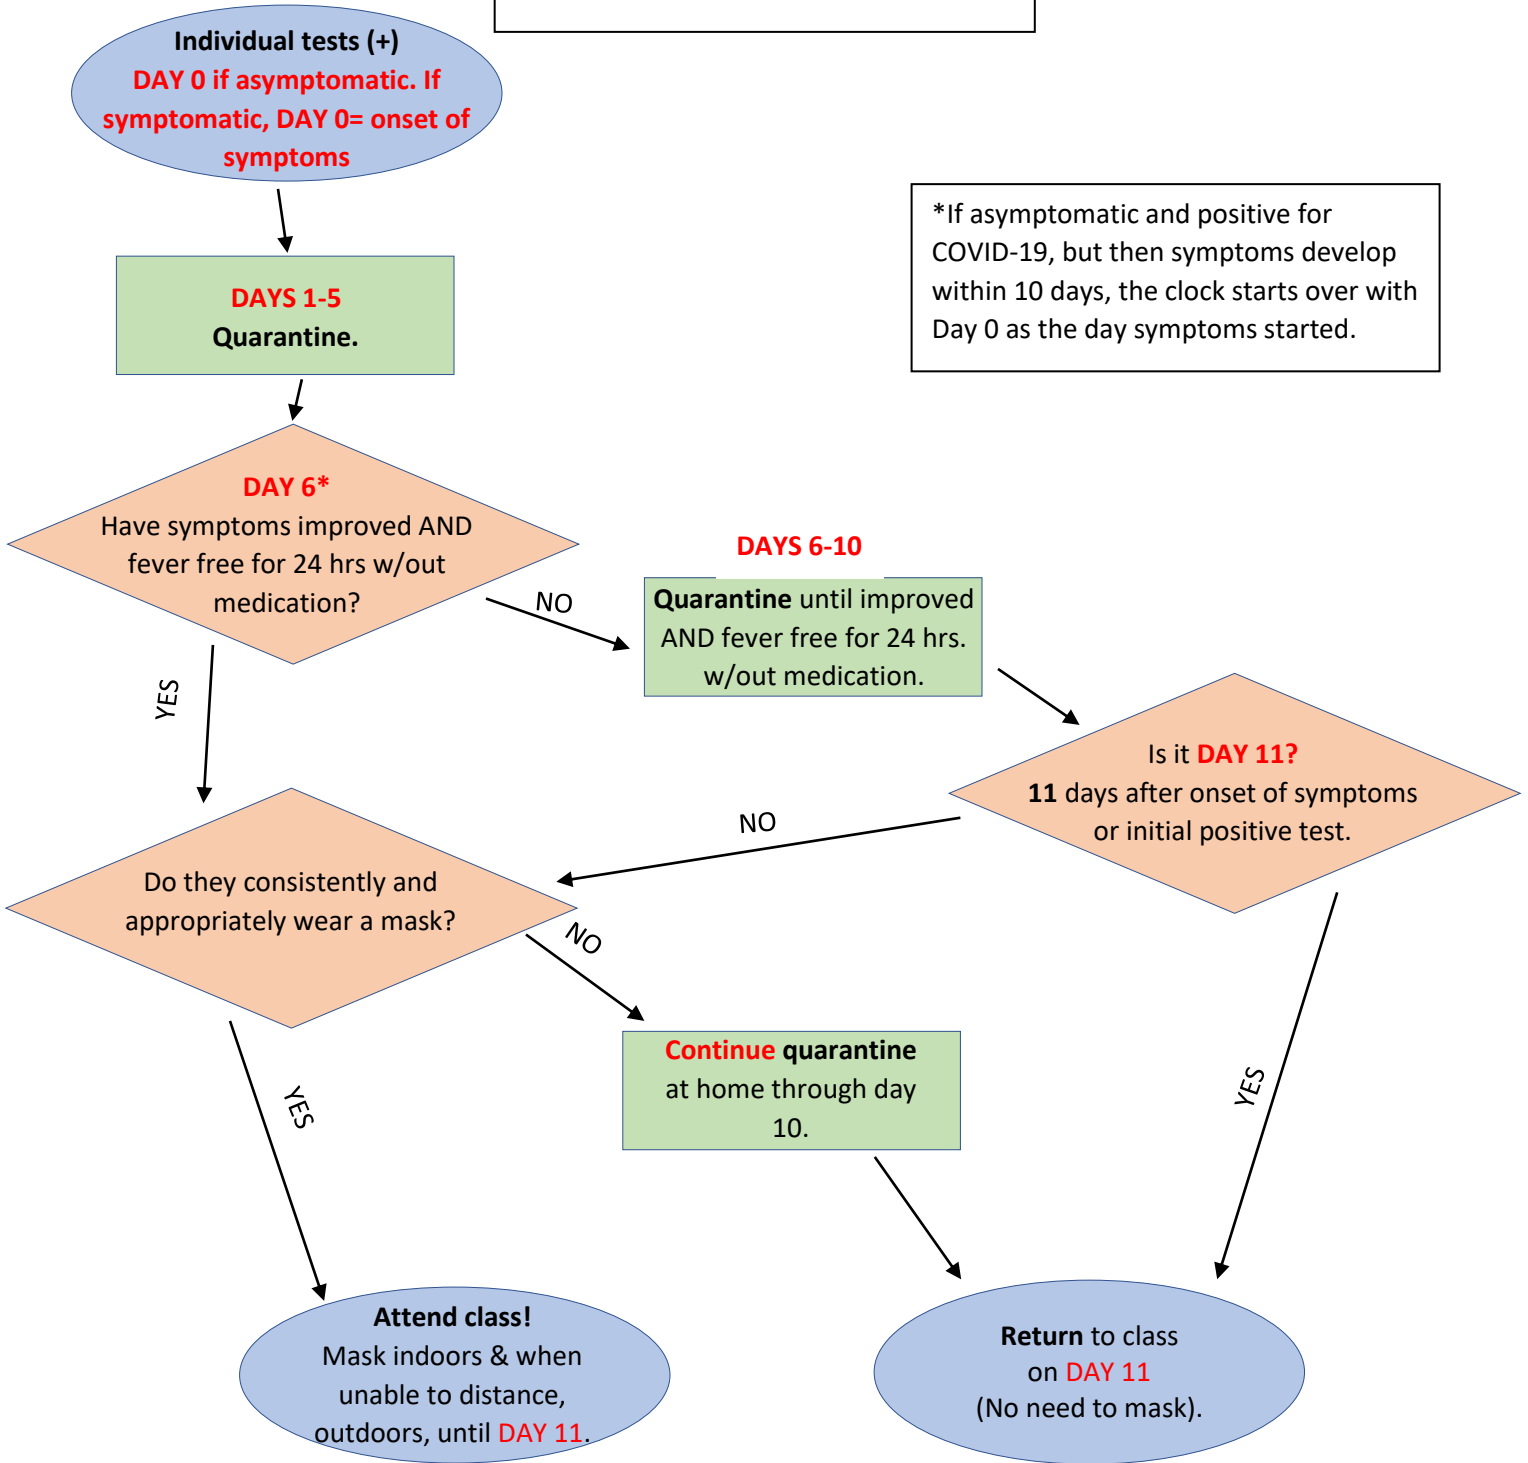 Individual tests (+)
DAY 0 if asymptomatic. If
symptomatic, DAY 0= onset of
symptoms
*If asymptomatic and positive for
COVID-19, but then symptoms develop
within 10 days, the clock starts over with
Day 0 as the day symptoms started.
DAYS 1-5
Quarantine.
DAY 6*
Have symptoms improved AND
fever free for 24 hrs w/out
medication?
NO
YES
DAYS 6-10
Quarantine until improved
AND fever free for 24 hrs.
w/out medication.
Is it DAY 11?
11 days after onset of symptoms
or initial positive test.
NO
YES
Do they consistently and
appropriately wear a mask?
NO
YES
Continue quarantine
at home through day
10.
Attend class!
Mask indoors & when
unable to distance,
outdoors, until DAY 11.
Return to class
on DAY 11
(No need to mask).